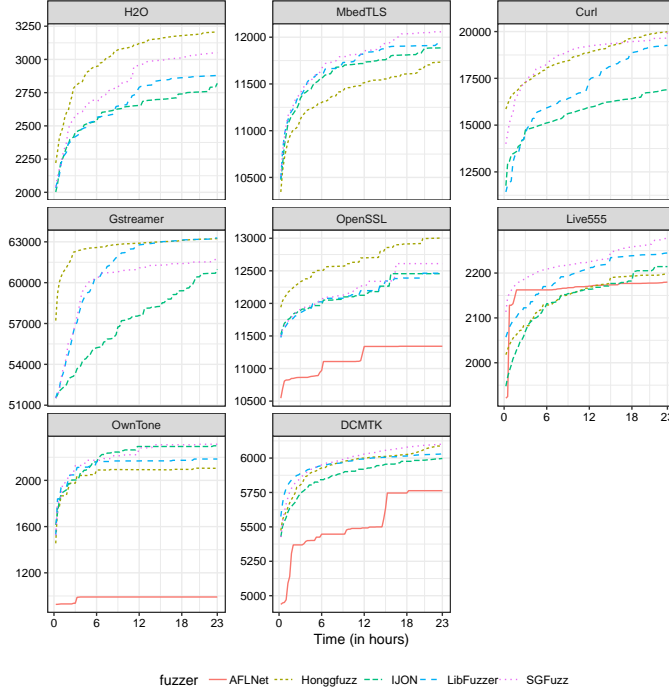 H2O
MbedTLS
Curl
3250
3000
2750
2500
2250
2000
12000
11500
11000
10500
20000
17500
15000
12500
Gstreamer
OpenSSL
Live555
63000
60000
57000
54000
51000
13000
12500
12000
11500
11000
10500
2200
2100
2000
0 6 12 18 23
OwnTone
DCMTK
2000
1600
1200
6000
5750
5500
5250
5000
0 6 12 18 23
0 6 12 18 23
Time (in hours)
fuzzer AFLNet Honggfuzz IJON LibFuzzer SGFuzz